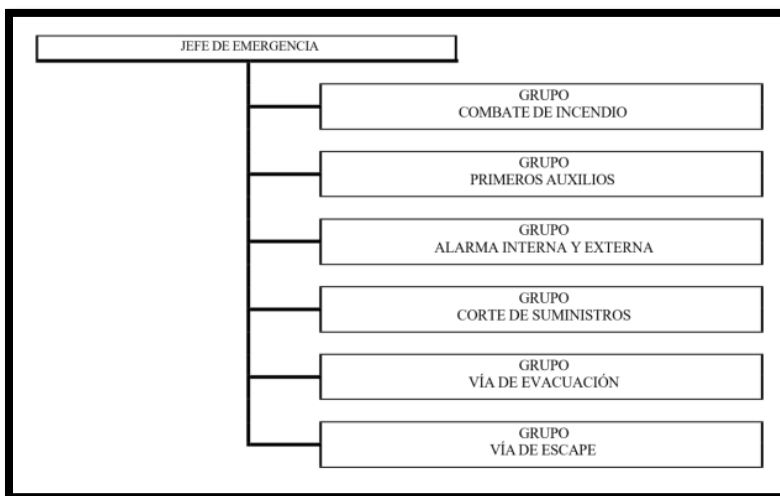 JEFE DE EMERGENCIA
GRUPO
COMBATE DE INCENDIO
GRUPO
PRIMEROS AUXILIOS
GRUPO
ALARMA INTERNA Y EXTERNA
GRUPO
CORTE DE SUMINISTROS
GRUPO
VÍA DE EVACUACIÓN
GRUPO
VÍA DE ESCAPE